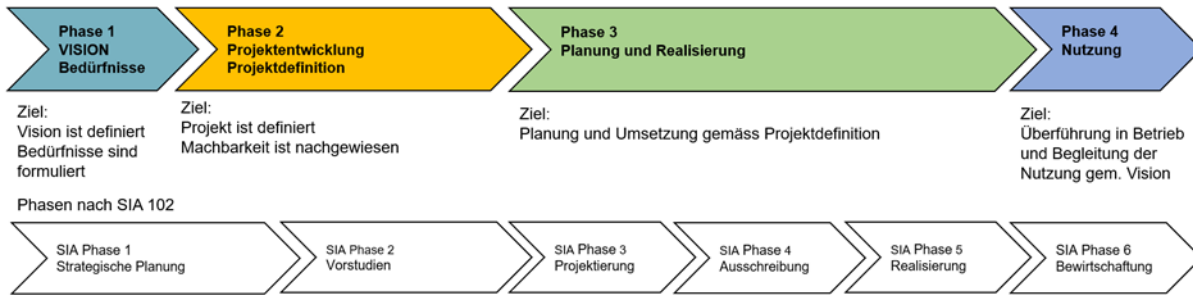 Phase 1
VISION
Bedürfnisse
Phase 2
Projektentwicklung
Projektdefinition
Phase 3
Planung und Realisierung
Phase 4
Nutzung
Ziel:
Vision ist definiert
Bedürfnisse sind
formuliert
Ziel:
Projekt ist definiert
Machbarkeit ist nachgewiesen
Ziel:
Planung und Umsetzung gemäss Projektdefinition
Ziel:
Überführung in Betrieb
und Begleitung der
Nutzung gem. Vision
Phasen nach SIA 102
SIA Phase 1
Strategische Planung
SIA Phase 2
Vorstudien
SIA Phase 3
Projektierung
SIA Phase 4
Ausschreibung
SIA Phase 5
Realisierung
SIA Phase 6
Bewirtschaftung